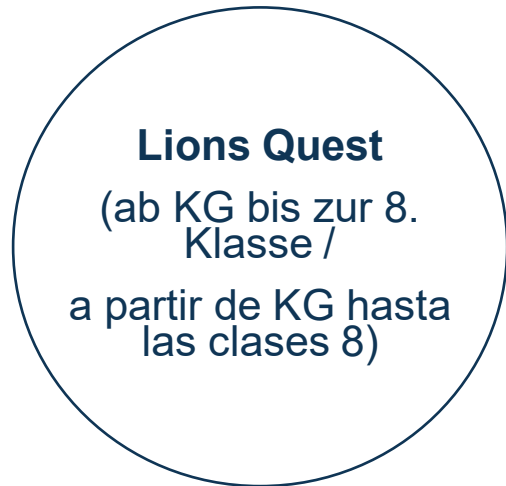 Lions Quest
(ab KG bis zur 8.
Klasse /
a partir de KG hasta
las clases 8)